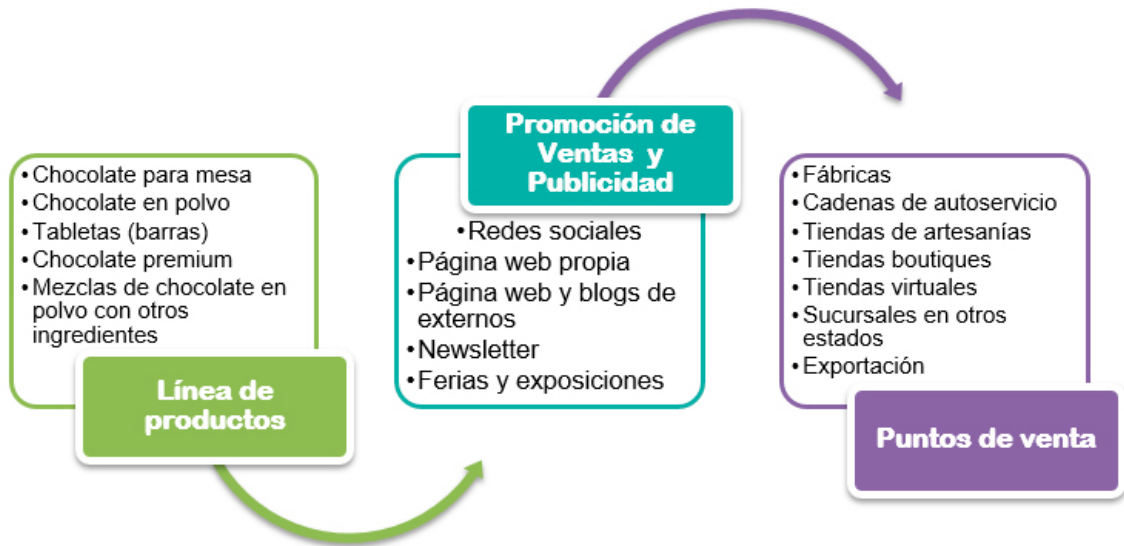 • Chocolate para mesa
• Chocolate en polvo
• Tabletas (barras)
• Chocolate premium
• Mezclas de chocolate en
polvo con otros
ingredientes
Línea de
productos
Promoción de
Ventas y
Publicidad
• Redes sociales
• Página web propia
• Página web y blogs de
externos
• Newsletter
• Ferias y exposiciones
• Fábricas
• Cadenas de autoservicio
• Tiendas de artesanías
• Tiendas boutiques
• Tiendas virtuales
• Sucursales en otros
estados
• Exportación
Puntos de venta